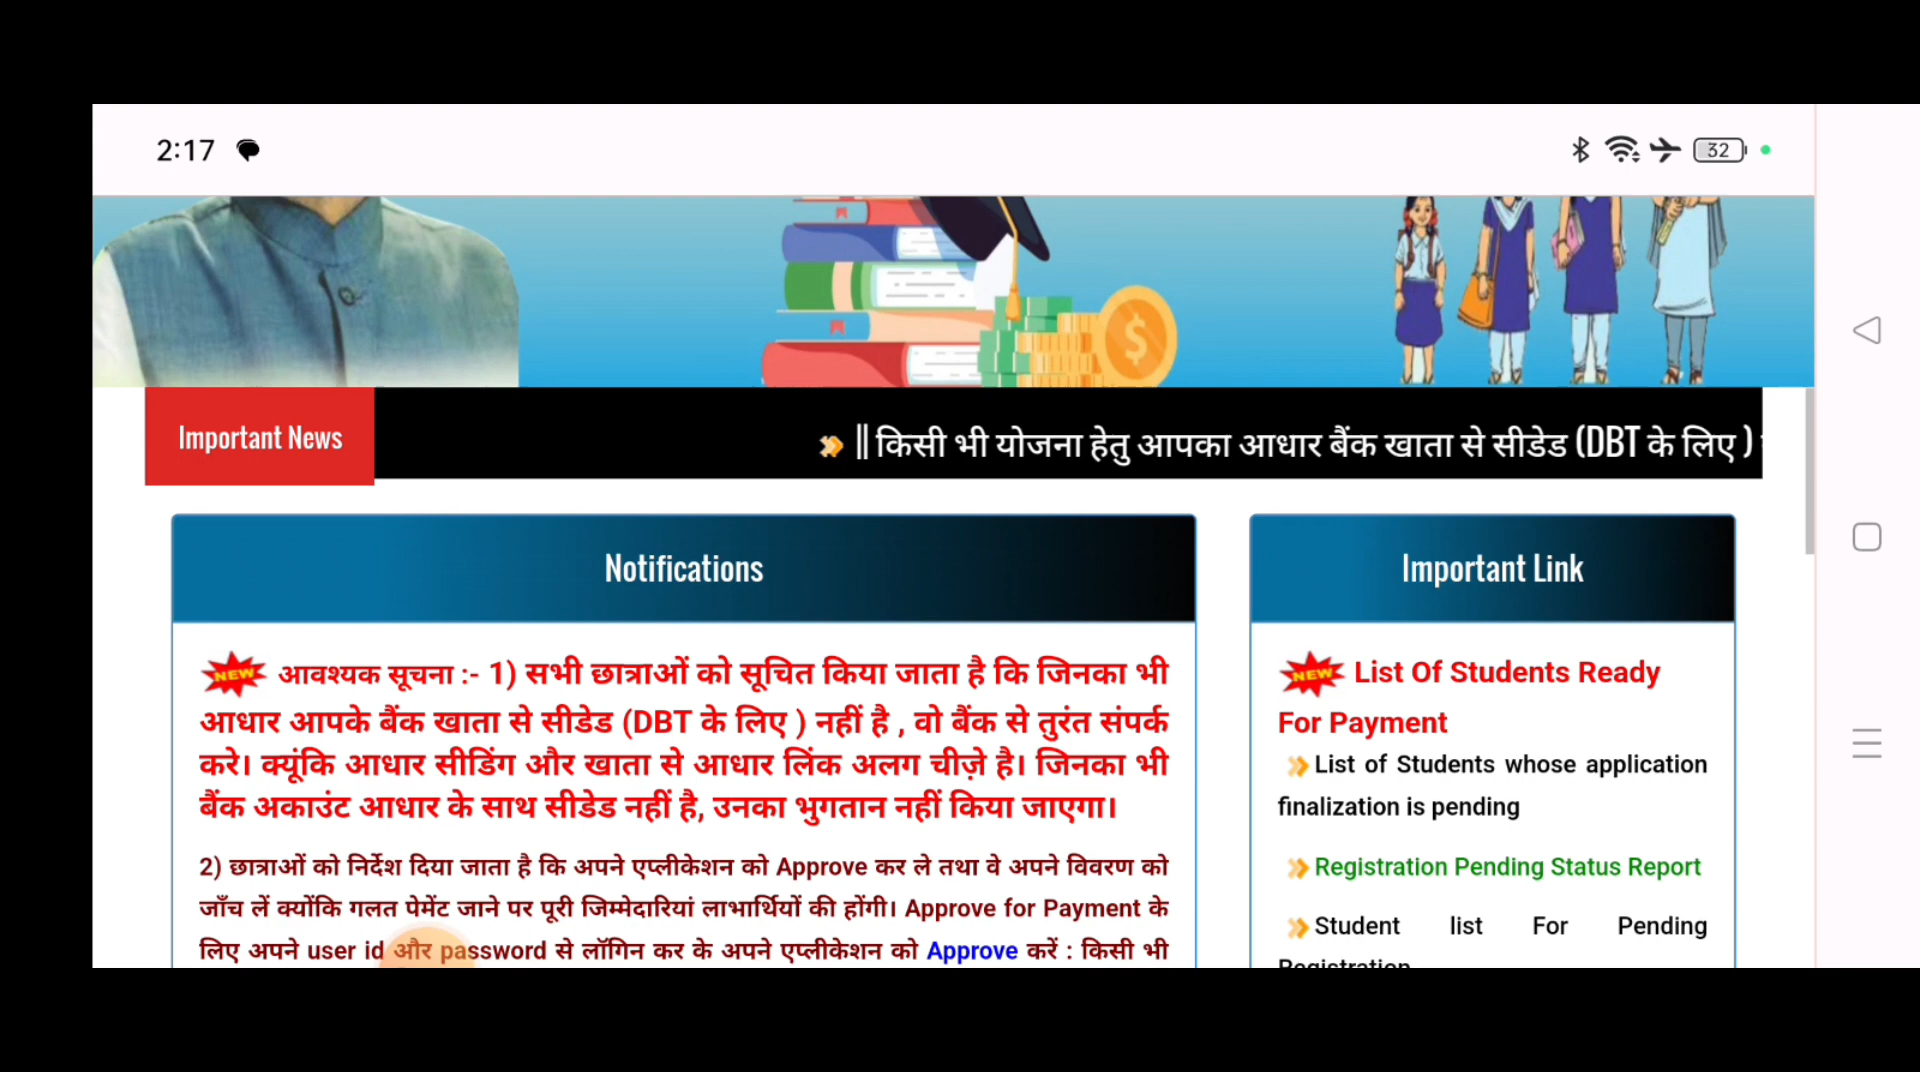 2:17
32
Important News
|| किसी भी योजना हेतु आपका आधार बैंक खाता से सीडेड (DBT के लिए )
Notifications
NEW आवश्यक सूचना :- 1) सभी छात्राओं को सूचित किया जाता है कि जिनका भी
आधार आपके बैंक खाता से सीडेड (DBT के लिए ) नहीं है , वो बैंक से तुरंत संपर्क
करे। क्यूंकि आधार सीडिंग और खाता से आधार लिंक अलग चीज़े है। जिनका भी
बैंक अकाउंट आधार के साथ सीडेड नहीं है, उनका भुगतान नहीं किया जाएगा।
2) छात्राओं को निर्देश दिया जाता है कि अपने एप्लीकेशन को Approve कर ले तथा वे अपने विवरण को
जाँच लें क्योंकि गलत पेमेंट जाने पर पूरी जिम्मेदारियां लाभार्थियों की होंगी। Approve for Payment के
लिए अपने user id और password से लॉगिन कर के अपने एप्लीकेशन को Approve करें : किसी भी
Important Link
NEW List Of Students Ready
For Payment
List of Students whose application
finalization is pending
Registration Pending Status Report
Student list For Pending
Registration